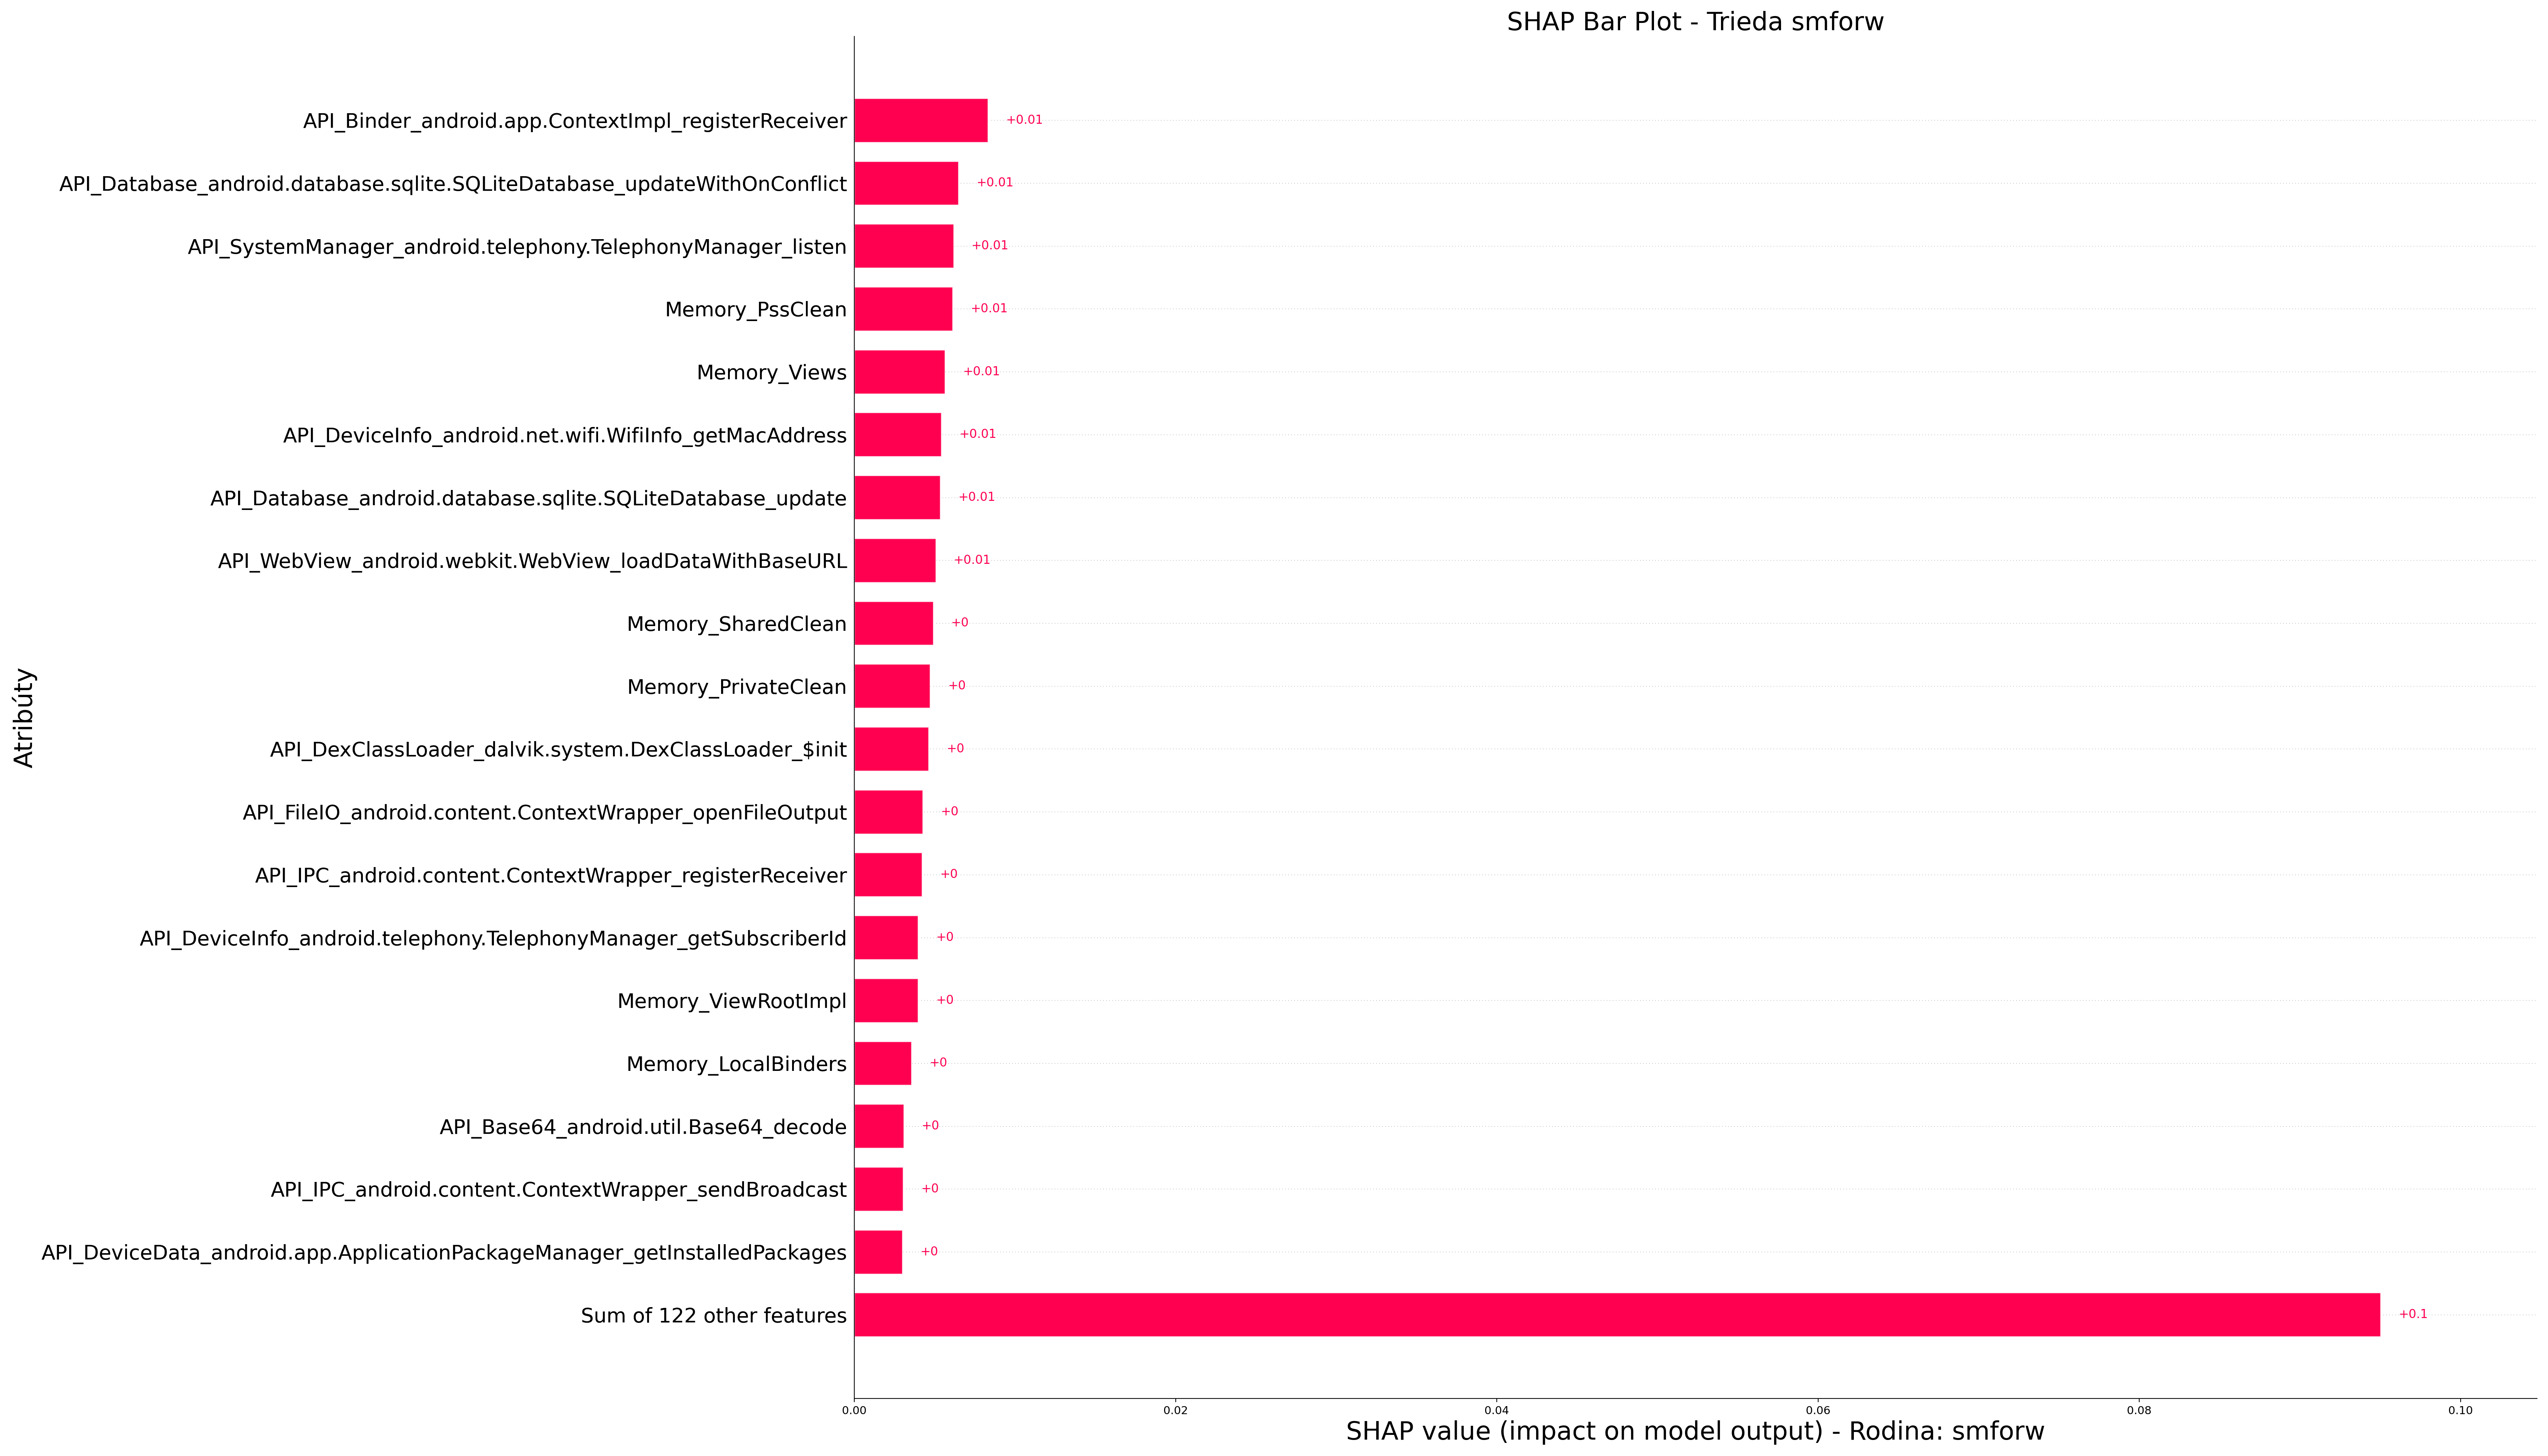 SHAP Bar Plot - Trieda smforw
API_Binder_android.app.ContextImpl_registerReceiver +0.01
API_Database_android.database.sqlite.SQLiteDatabase_updateWithOnConflict +0.01
API_SystemManager_android.telephony.TelephonyManager_listen +0.01
Memory_PssClean +0.01
Memory_Views +0.01
API_DeviceInfo_android.net.wifi.WifiInfo_getMacAddress +0.01
API_Database_android.database.sqlite.SQLiteDatabase_update +0.01
API_WebView_android.webkit.WebView_loadDataWithBaseURL +0.01
Memory_SharedClean +0
Memory_PrivateClean +0
API_DexClassLoader_dalvik.system.DexClassLoader_$init +0
API_FileIO_android.content.ContextWrapper_openFileOutput +0
API_IPC_android.content.ContextWrapper_registerReceiver +0
API_DeviceInfo_android.telephony.TelephonyManager_getSubscriberId +0
Memory_ViewRootImpl +0
Memory_LocalBinders +0
API_Base64_android.util.Base64_decode +0
API_IPC_android.content.ContextWrapper_sendBroadcast +0
API_DeviceData_android.app.ApplicationPackageManager_getInstalledPackages +0
Sum of 122 other features +0.1
Atribúty
0.00 0.02 0.04 0.06 0.08 0.10
SHAP value (impact on model output) - Rodina: smforw